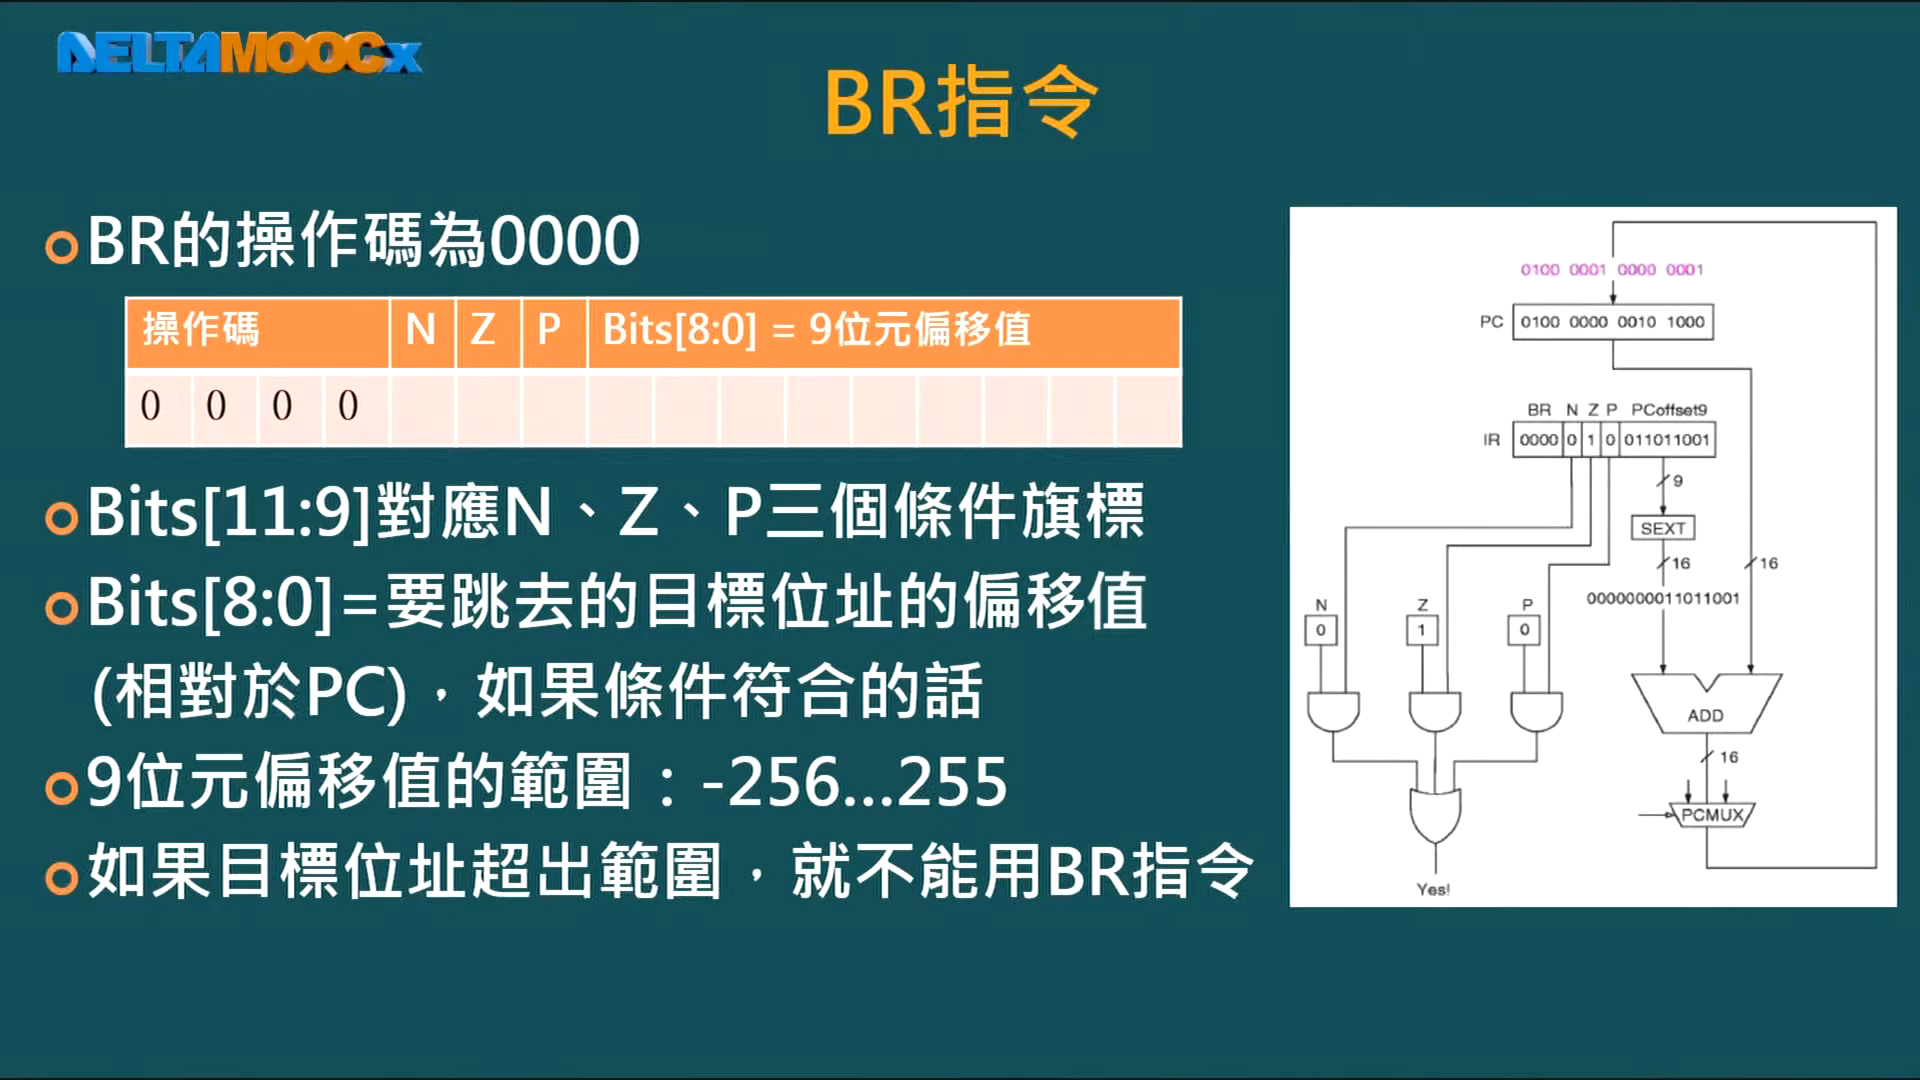 DELTAMOOCx
BR指令
BR的操作碼為0000
操作碼 N Z P Bits[8:0] = 9位元偏移值
0 0 0 0
Bits[11:9]對應N、Z、P三個條件旗標
Bits[8:0]=要跳去的目標位址的偏移值
(相對於PC)，如果條件符合的話
9位元偏移值的範圍：-256...255
如果目標位址超出範圍，就不能用BR指令
0100 0001 0000 0001
PC 0100 0000 0010 1000
BR N Z P PCoffset9
IR 0000 0 1 0 011011001
9
SEXT
16 16
0000000011011001
N Z P
0 1 0
ADD
16
PCMUX
Yes!